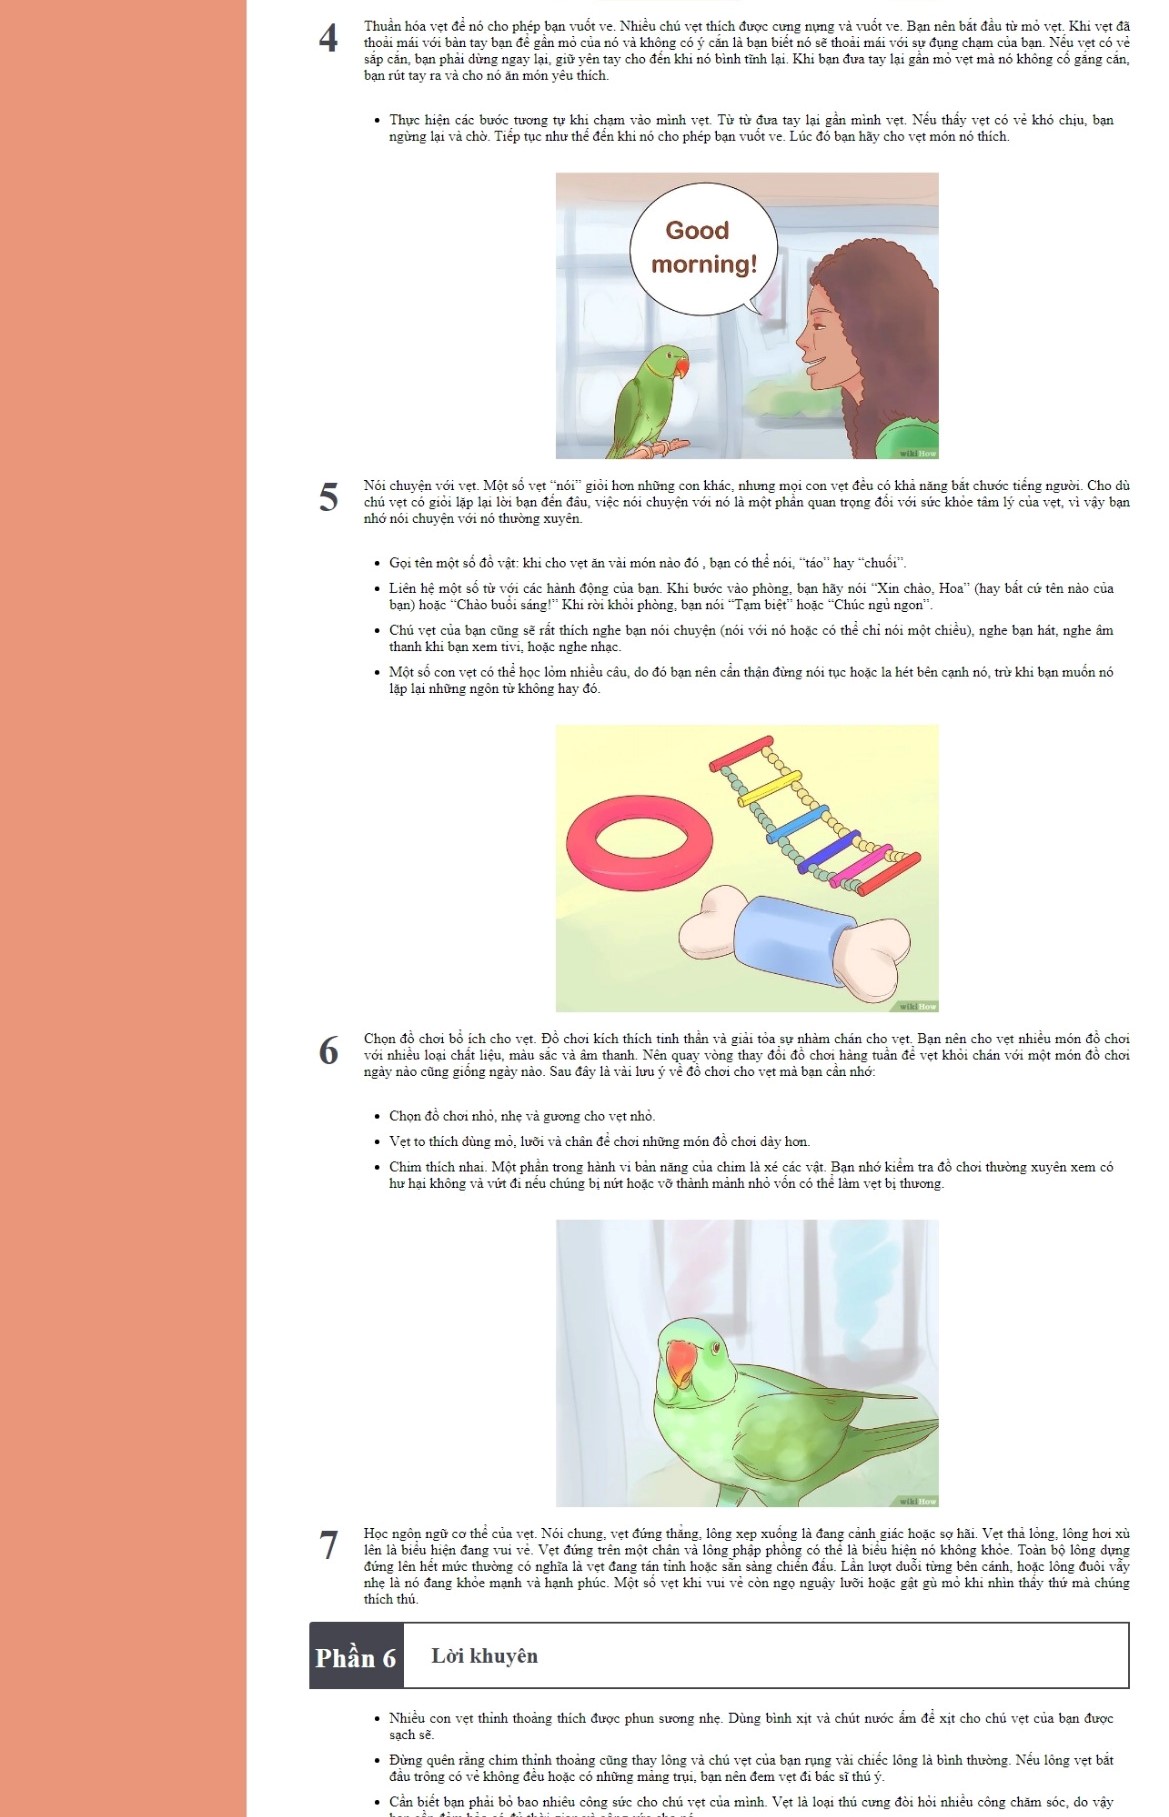 4
Thuần hóa vẹt để nó cho phép bạn vuốt ve. Nhiều chú vẹt thích được cưng nựng và vuốt ve. Bạn nên bắt đầu từ mỏ vẹt. Khi vẹt đã
thoải mái với bàn tay bạn để gần mỏ của nó và không có ý cắn là bạn biết nó sẽ thoải mái với sự đụng chạm của bạn. Nếu vẹt có vẻ
sắp cắn, bạn phải dừng ngay lại, giữ yên tay cho đến khi nó bình tĩnh lại. Khi bạn đưa tay lại gần mỏ vẹt mà nó không cố gắng cắn,
bạn rút tay ra và cho nó ăn món yêu thích.
• Thực hiện các bước tương tự khi chạm vào mình vẹt. Từ từ đưa tay lại gần mình vẹt. Nếu thấy vẹt có vẻ khó chịu, bạn
ngừng lại và chờ. Tiếp tục như thế đến khi nó cho phép bạn vuốt ve. Lúc đó bạn hãy cho vẹt món nó thích.
Good
morning!
wikiHow
5
Nói chuyện với vẹt. Một số vẹt “nói” giỏi hơn những con khác, nhưng mọi con vẹt đều có khả năng bắt chước tiếng người. Cho dù
chú vẹt có giỏi lặp lại lời bạn đến đâu, việc nói chuyện với nó là một phần quan trọng đối với sức khỏe tâm lý của vẹt, vì vậy bạn
nhớ nói chuyện với nó thường xuyên.
• Gọi tên một số đồ vật: khi cho vẹt ăn vài món nào đó , bạn có thể nói, “táo” hay “chuối”.
• Liên hệ một số từ với các hành động của bạn. Khi bước vào phòng, bạn hãy nói “Xin chào, Hoa” (hay bất cứ tên nào của
bạn) hoặc “Chào buổi sáng!” Khi rời khỏi phòng, bạn nói “Tạm biệt” hoặc “Chúc ngủ ngon”.
• Chú vẹt của bạn cũng sẽ rất thích nghe bạn nói chuyện (nói với nó hoặc có thể chỉ nói một chiều), nghe bạn hát, nghe âm
thanh khi bạn xem tivi, hoặc nghe nhạc.
• Một số con vẹt có thể học lỏm nhiều câu, do đó bạn nên cẩn thận đừng nói tục hoặc la hét bên cạnh nó, trừ khi bạn muốn nó
lặp lại những ngôn từ không hay đó.
wikiHow
6
Chọn đồ chơi bổ ích cho vẹt. Đồ chơi kích thích tinh thần và giải tỏa sự nhàm chán cho vẹt. Bạn nên cho vẹt nhiều món đồ chơi
với nhiều loại chất liệu, màu sắc và âm thanh. Nên quay vòng thay đổi đồ chơi hàng tuần để vẹt khỏi chán với một món đồ chơi
ngày nào cũng giống ngày nào. Sau đây là vài lưu ý về đồ chơi cho vẹt mà bạn cần nhớ:
• Chọn đồ chơi nhỏ, nhẹ và gương cho vẹt nhỏ.
• Vẹt to thích dùng mỏ, lưỡi và chân để chơi những món đồ chơi dày hơn.
• Chim thích nhai. Một phần trong hành vi bản năng của chim là xé các vật. Bạn nhớ kiểm tra đồ chơi thường xuyên xem có
hư hại không và vứt đi nếu chúng bị nứt hoặc vỡ thành mảnh nhỏ vốn có thể làm vẹt bị thương.
wikiHow
7
Học ngôn ngữ cơ thể của vẹt. Nói chung, vẹt đứng thẳng, lông xẹp xuống là đang cảnh giác hoặc sợ hãi. Vẹt thả lỏng, lông hơi xù
lên là biểu hiện đang vui vẻ. Vẹt đứng trên một chân và lông phập phồng có thể là biểu hiện nó không khỏe. Toàn bộ lông dựng
đứng lên hết mức thường có nghĩa là vẹt đang tán tỉnh hoặc sẵn sàng chiến đấu. Lần lượt duỗi từng bên cánh, hoặc lông đuôi vẫy
nhẹ là nó đang khỏe mạnh và hạnh phúc. Một số vẹt khi vui vẻ còn ngọ nguậy lưỡi hoặc gật gù mỏ khi nhìn thấy thứ mà chúng
thích thú.
Phần 6 Lời khuyên
• Nhiều con vẹt thỉnh thoảng thích được phun sương nhẹ. Dùng bình xịt và chút nước ấm để xịt cho chú vẹt của bạn được
sạch sẽ.
• Đừng quên rằng chim thỉnh thoảng cũng thay lông và chú vẹt của bạn rụng vài chiếc lông là bình thường. Nếu lông vẹt bắt
đầu trông có vẻ không đều hoặc có những mảng trụi, bạn nên đem vẹt đi bác sĩ thú ý.
• Cần biết bạn phải bỏ bao nhiêu công sức cho chú vẹt của mình. Vẹt là loại thú cưng đòi hỏi nhiều công chăm sóc, do vậy